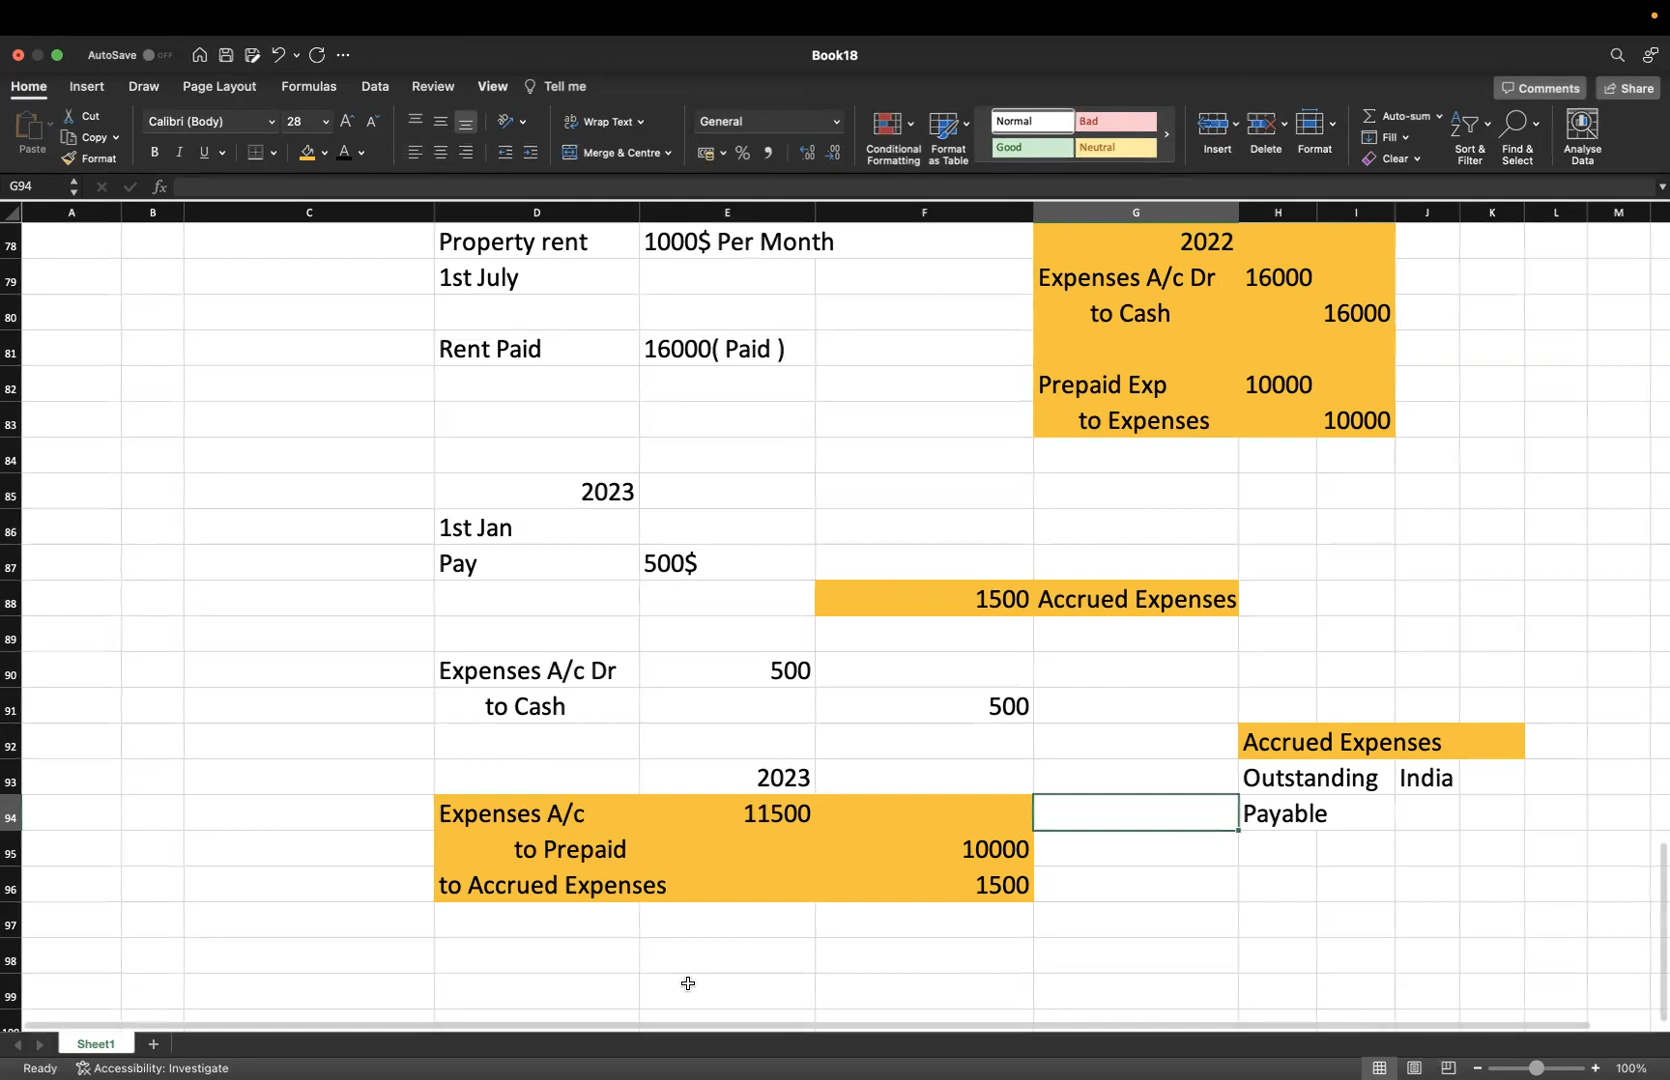 AutoSave OFF
Book18
Home Insert Draw Page Layout Formulas Data Review View Tell me
Comments Share
Paste
Cut
Copy
Format
Calibri (Body) 28
B I U
Wrap Text
Merge & Centre
General
Conditional Formatting
Format as Table
Normal Bad
Good Neutral
Insert Delete Format
Auto-sum
Fill
Clear
Sort & Filter
Find & Select
Analyse Data
G94 fx
A B C D E F G H I J K L M
78 Property rent 1000$ Per Month 2022
79 1st July Expenses A/c Dr 16000
80 to Cash 16000
81 Rent Paid 16000( Paid )
82 Prepaid Exp 10000
83 to Expenses 10000
84
85 2023
86 1st Jan
87 Pay 500$
88 1500 Accrued Expenses
89
90 Expenses A/c Dr 500
91 to Cash 500
92 Accrued Expenses
93 2023 Outstanding India
94 Expenses A/c 11500 Payable
95 to Prepaid 10000
96 to Accrued Expenses 1500
97
98
99
Sheet1
Ready Accessibility: Investigate
100%